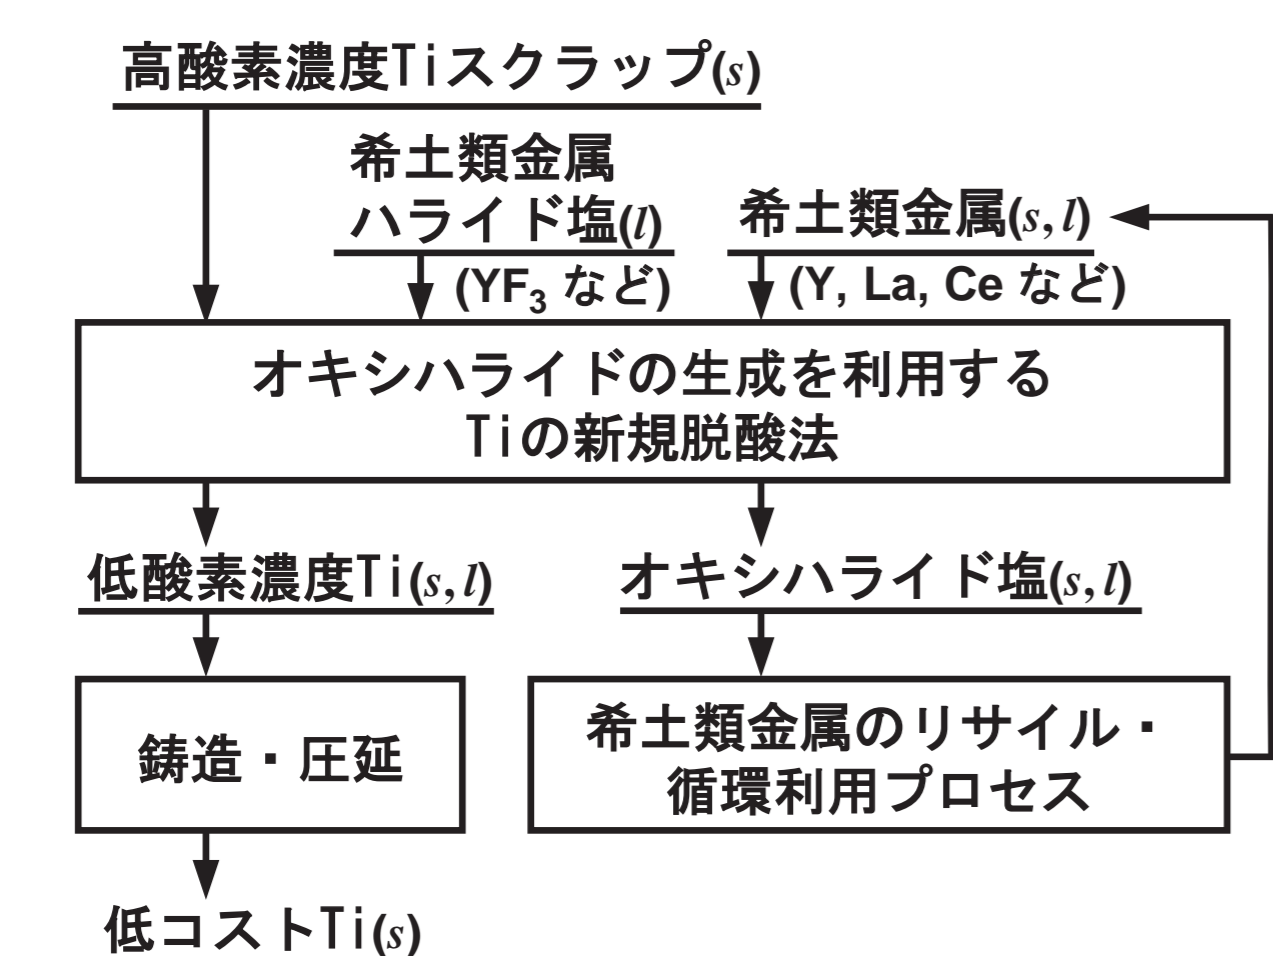 高酸素濃度Tiスクラップ(s)
希土類金属
ハライド塩(l)
希土類金属(s, l)
(YF₃ など)
(Y, La, Ce など)
オキシハライドの生成を利用する
Tiの新規脱酸法
低酸素濃度Ti(s, l)
オキシハライド塩(s, l)
鋳造・圧延
希土類金属のリサイル・
循環利用プロセス
低コストTi(s)